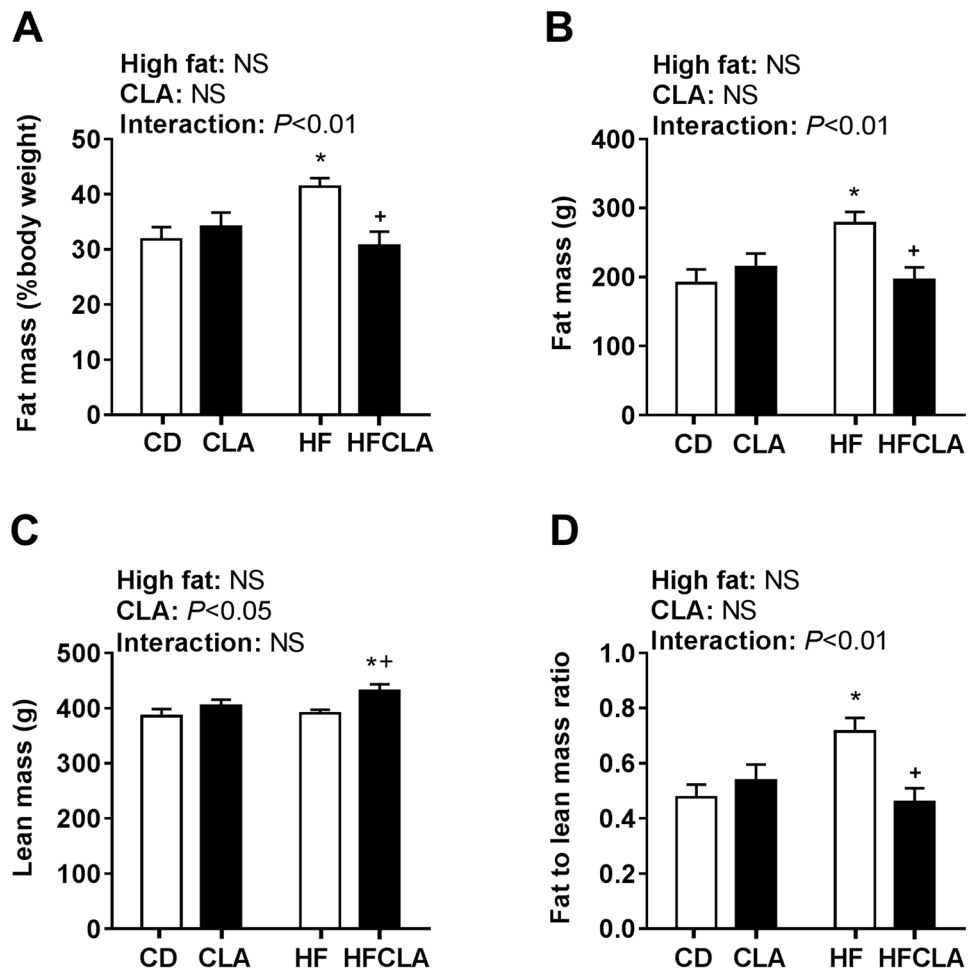 A
High fat: NS
CLA: NS
Interaction: P<0.01
Fat mass (%body weight)
50
40
30
20
10
0
*
+
CD CLA HF HFCLA
B
High fat: NS
CLA: NS
Interaction: P<0.01
Fat mass (g)
400
300
200
100
0
*
+
CD CLA HF HFCLA
C
High fat: NS
CLA: P<0.05
Interaction: NS
Lean mass (g)
500
400
300
200
100
0
*+
CD CLA HF HFCLA
D
High fat: NS
CLA: NS
Interaction: P<0.01
Fat to lean mass ratio
1.0
0.8
0.6
0.4
0.2
0.0
*
+
CD CLA HF HFCLA